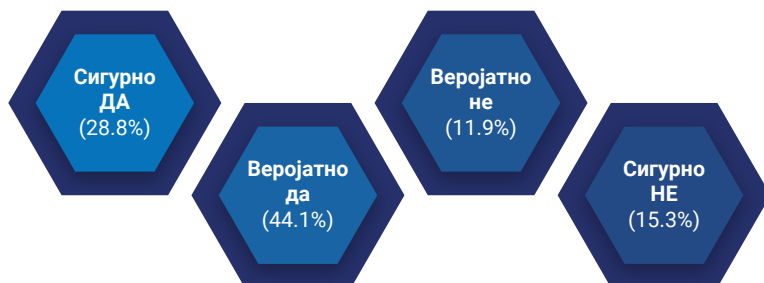 Сигурно
ДА
(28.8%)
Веројатно
да
(44.1%)
Веројатно
не
(11.9%)
Сигурно
НЕ
(15.3%)